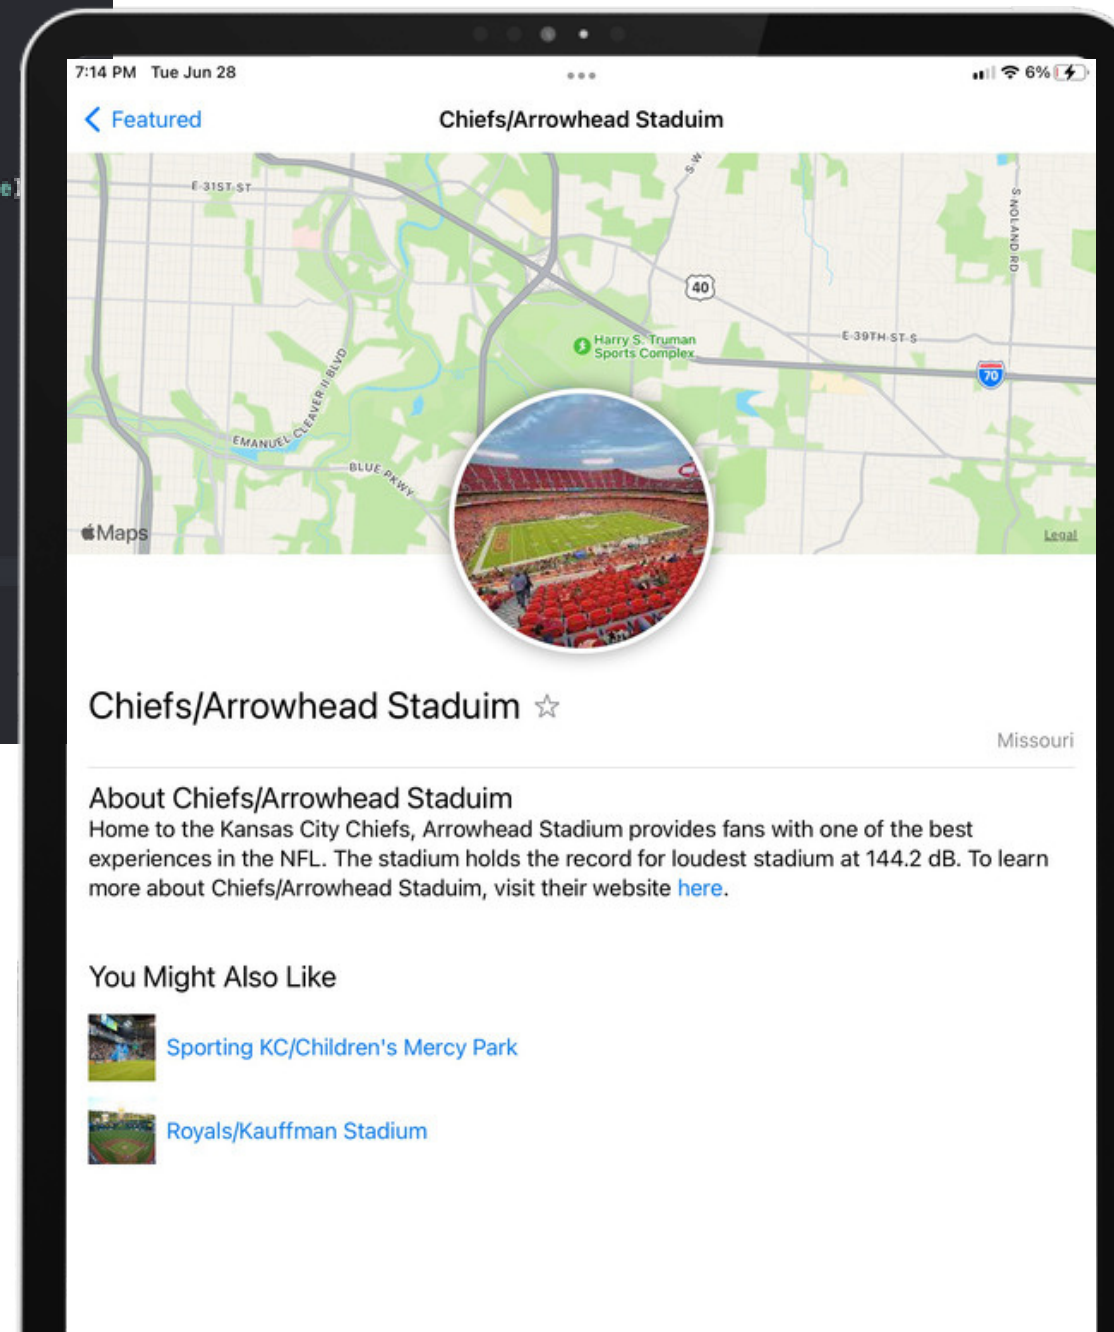 7:14 PM Tue Jun 28
6%
Featured
Chiefs/Arrowhead Staduim
E 31ST ST
S NOLAND RD
40
Harry S. Truman
Sports Complex
E 39TH ST S
70
EMANUEL CLEAVER II BLVD
BLUE PKWY
Maps
Legal
Chiefs/Arrowhead Staduim
Missouri
About Chiefs/Arrowhead Staduim
Home to the Kansas City Chiefs, Arrowhead Stadium provides fans with one of the best
experiences in the NFL. The stadium holds the record for loudest stadium at 144.2 dB. To learn
more about Chiefs/Arrowhead Staduim, visit their website here.
You Might Also Like
Sporting KC/Children's Mercy Park
Royals/Kauffman Stadium